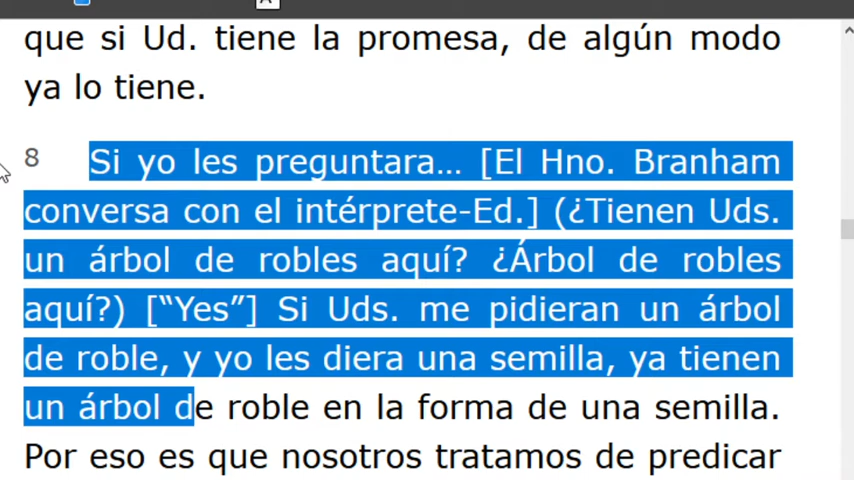 que si Ud. tiene la promesa, de algún modo
ya lo tiene.
8 Si yo les preguntara... [El Hno. Branham
conversa con el intérprete-Ed.] (¿Tienen Uds.
un árbol de robles aquí? ¿Árbol de robles
aquí?) [“Yes”] Si Uds. me pidieran un árbol
de roble, y yo les diera una semilla, ya tienen
un árbol de roble en la forma de una semilla.
Por eso es que nosotros tratamos de predicar